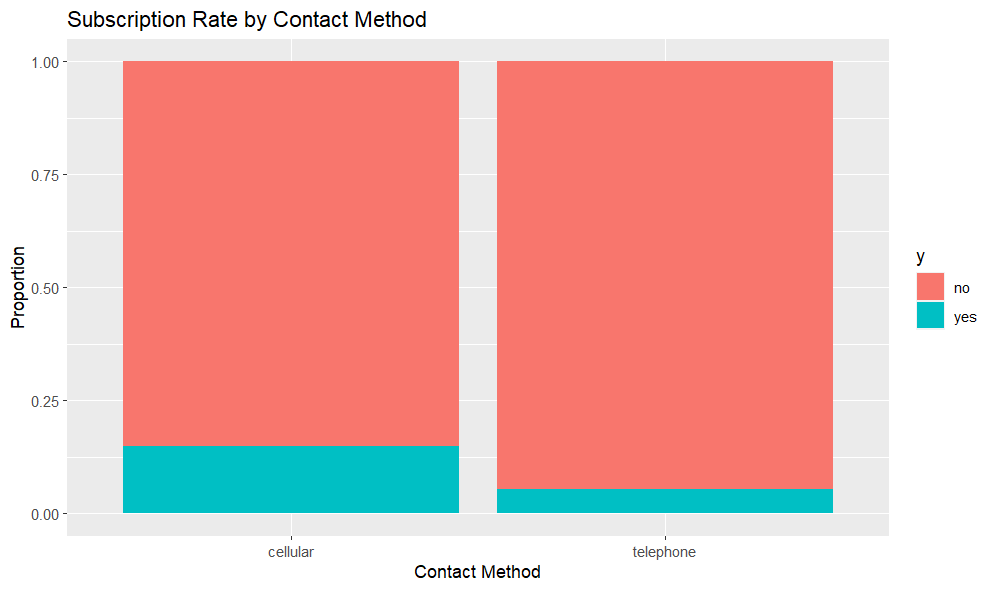 Subscription Rate by Contact Method
1.00
0.75
0.50
0.25
0.00
Proportion
cellular
telephone
Contact Method
y
no
yes